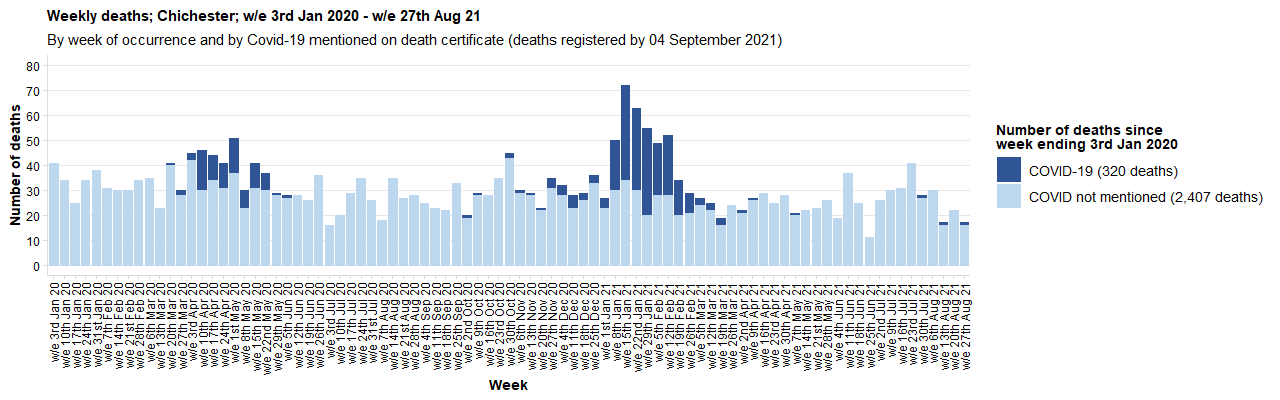 Weekly deaths; Chichester; w/e 3rd Jan 2020 - w/e 27th Aug 21
By week of occurrence and by Covid-19 mentioned on death certificate (deaths registered by 04 September 2021)
Number of deaths
80
70
60
50
40
30
20
10
0
w/e 3rd Jan 20
w/e 10th Jan 20
w/e 17th Jan 20
w/e 24th Jan 20
w/e 31st Jan 20
w/e 7th Feb 20
w/e 14th Feb 20
w/e 21st Feb 20
w/e 28th Feb 20
w/e 6th Mar 20
w/e 13th Mar 20
w/e 20th Mar 20
w/e 27th Mar 20
w/e 3rd Apr 20
w/e 10th Apr 20
w/e 17th Apr 20
w/e 24th Apr 20
w/e 1st May 20
w/e 8th May 20
w/e 15th May 20
w/e 22nd May 20
w/e 29th May 20
w/e 5th Jun 20
w/e 12th Jun 20
w/e 19th Jun 20
w/e 26th Jun 20
w/e 3rd Jul 20
w/e 10th Jul 20
w/e 17th Jul 20
w/e 24th Jul 20
w/e 31st Jul 20
w/e 7th Aug 20
w/e 14th Aug 20
w/e 21st Aug 20
w/e 28th Aug 20
w/e 4th Sep 20
w/e 11th Sep 20
w/e 18th Sep 20
w/e 25th Sep 20
w/e 2nd Oct 20
w/e 9th Oct 20
w/e 16th Oct 20
w/e 23rd Oct 20
w/e 30th Oct 20
w/e 6th Nov 20
w/e 13th Nov 20
w/e 20th Nov 20
w/e 27th Nov 20
w/e 4th Dec 20
w/e 11th Dec 20
w/e 18th Dec 20
w/e 25th Dec 20
w/e 1st Jan 21
w/e 8th Jan 21
w/e 15th Jan 21
w/e 22nd Jan 21
w/e 29th Jan 21
w/e 5th Feb 21
w/e 12th Feb 21
w/e 19th Feb 21
w/e 26th Feb 21
w/e 5th Mar 21
w/e 12th Mar 21
w/e 19th Mar 21
w/e 26th Mar 21
w/e 2nd Apr 21
w/e 9th Apr 21
w/e 16th Apr 21
w/e 23rd Apr 21
w/e 30th Apr 21
w/e 7th May 21
w/e 14th May 21
w/e 21st May 21
w/e 28th May 21
w/e 4th Jun 21
w/e 11th Jun 21
w/e 18th Jun 21
w/e 25th Jun 21
w/e 2nd Jul 21
w/e 9th Jul 21
w/e 16th Jul 21
w/e 23rd Jul 21
w/e 30th Jul 21
w/e 6th Aug 21
w/e 13th Aug 21
w/e 20th Aug 21
w/e 27th Aug 21
Week
Number of deaths since
week ending 3rd Jan 2020
COVID-19 (320 deaths)
COVID not mentioned (2,407 deaths)